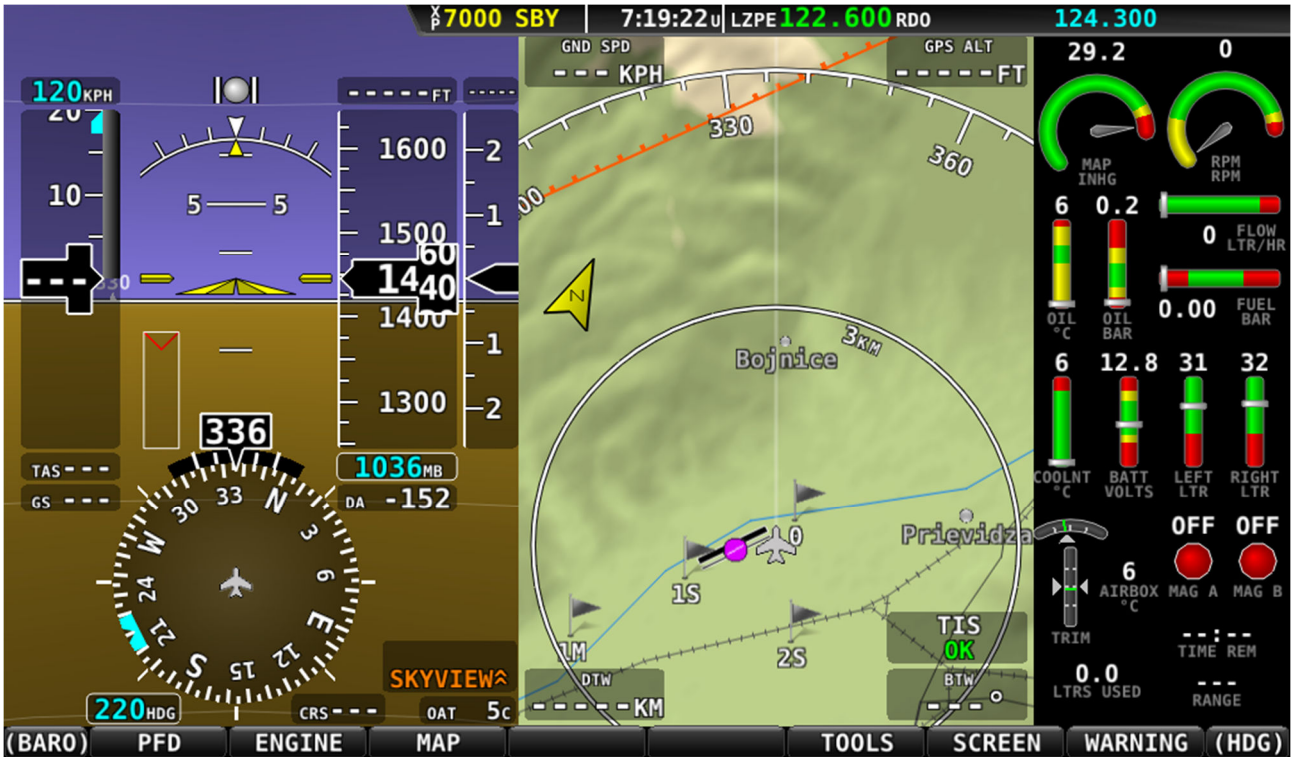 XP 7000 SBY 7:19:22U LZPE 122.600 RDO 124.300
120KPH
-----FT
-----
20
10
---
330
5 5
1600
1500
1400
1300
14
60
40
2
1
1
2
336
1036MB
TAS ---
GS ---
DA -152
33 N 3 6 E 12 15 S 21 24 W 30
SKYVIEW
220HDG
CRS ---
OAT 5C
GND SPD
---KPH
GPS ALT
-----FT
330
360
00
N
3KM
Bojnice
Prievidza
0
1S
1M
2S
TIS
OK
DTW
-----KM
BTW
---°
29.2 0
MAP
INHG
RPM
RPM
6 0.2
0 FLOW
LTR/HR
0.00 FUEL
BAR
OIL
°C
OIL
BAR
6 12.8 31 32
COOLNT
°C
BATT
VOLTS
LEFT
LTR
RIGHT
LTR
OFF OFF
MAG A MAG B
6
AIRBOX
°C
TRIM
--:--
TIME REM
0.0
LTRS USED
---
RANGE
(BARO) PFD ENGINE MAP TOOLS SCREEN WARNING (HDG)